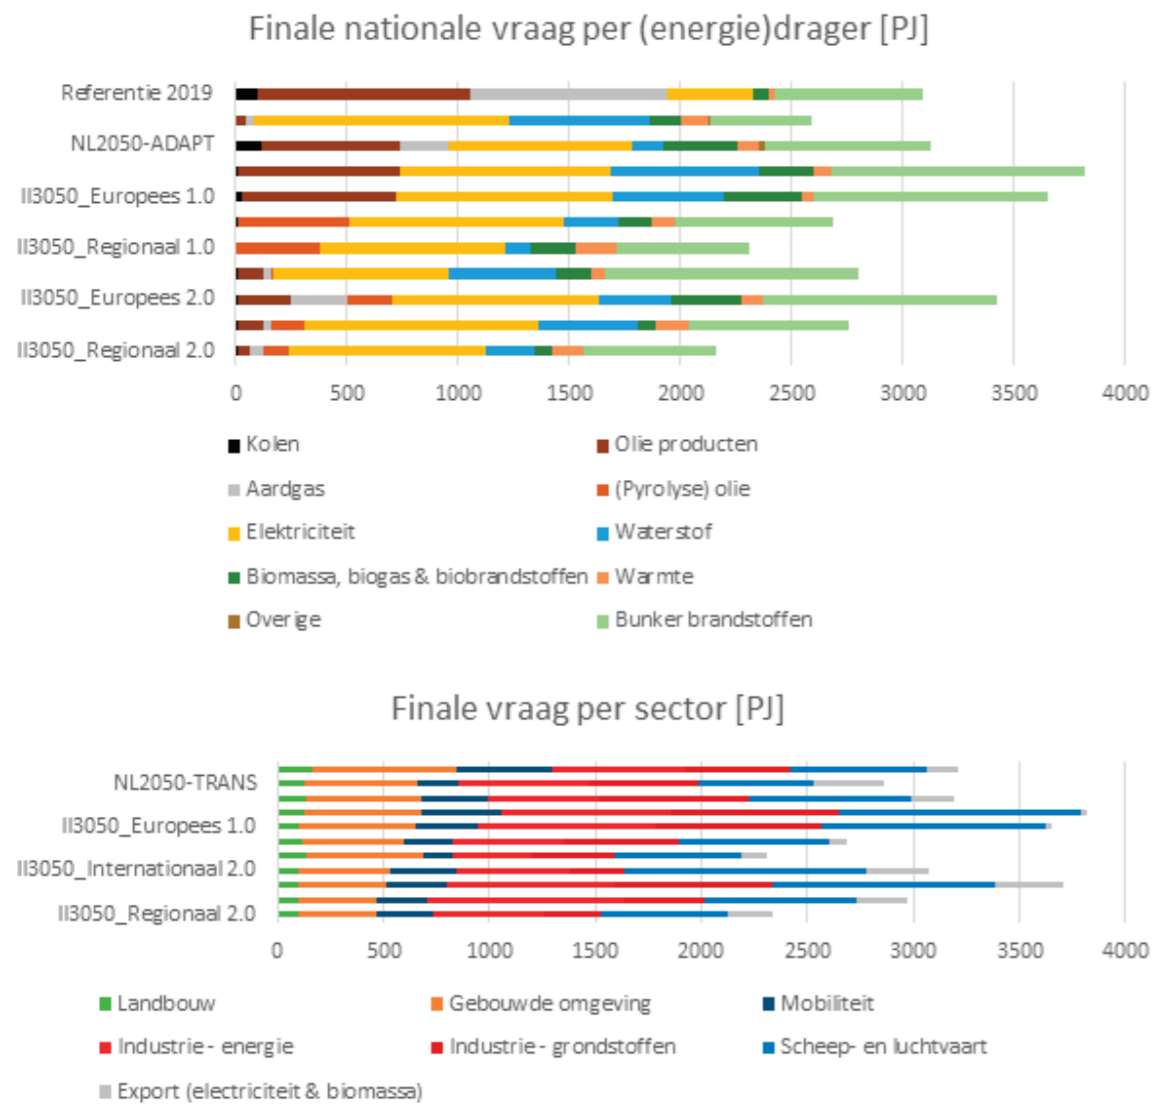 Finale nationale vraag per (energie)drager [PJ]
Referentie 2019
NL2050-ADAPT
II3050_Europees 1.0
II3050_Regionaal 1.0
II3050_Europees 2.0
II3050_Regionaal 2.0
0 500 1000 1500 2000 2500 3000 3500 4000
Kolen Olie producten
Aardgas (Pyrolyse) olie
Elektriciteit Waterstof
Biomassa, biogas & biobrandstoffen Warmte
Overige Bunker brandstoffen
Finale vraag per sector [PJ]
NL2050-TRANS
II3050_Europees 1.0
II3050_Internationaal 2.0
II3050_Regionaal 2.0
0 500 1000 1500 2000 2500 3000 3500 4000
Landbouw Gebouwde omgeving Mobiliteit
Industrie - energie Industrie - grondstoffen Scheep- en luchtvaart
Export (electriciteit & biomassa)